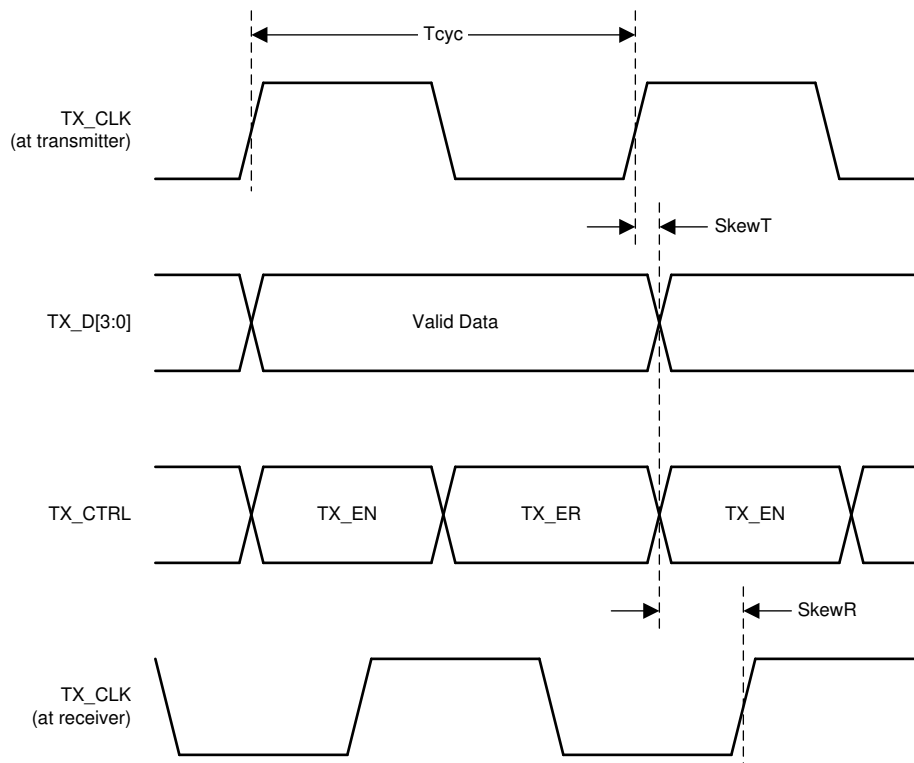 Tcyc
TX_CLK
(at transmitter)
SkewT
TX_D[3:0]
Valid Data
TX_CTRL
TX_EN
TX_ER
TX_EN
SkewR
TX_CLK
(at receiver)